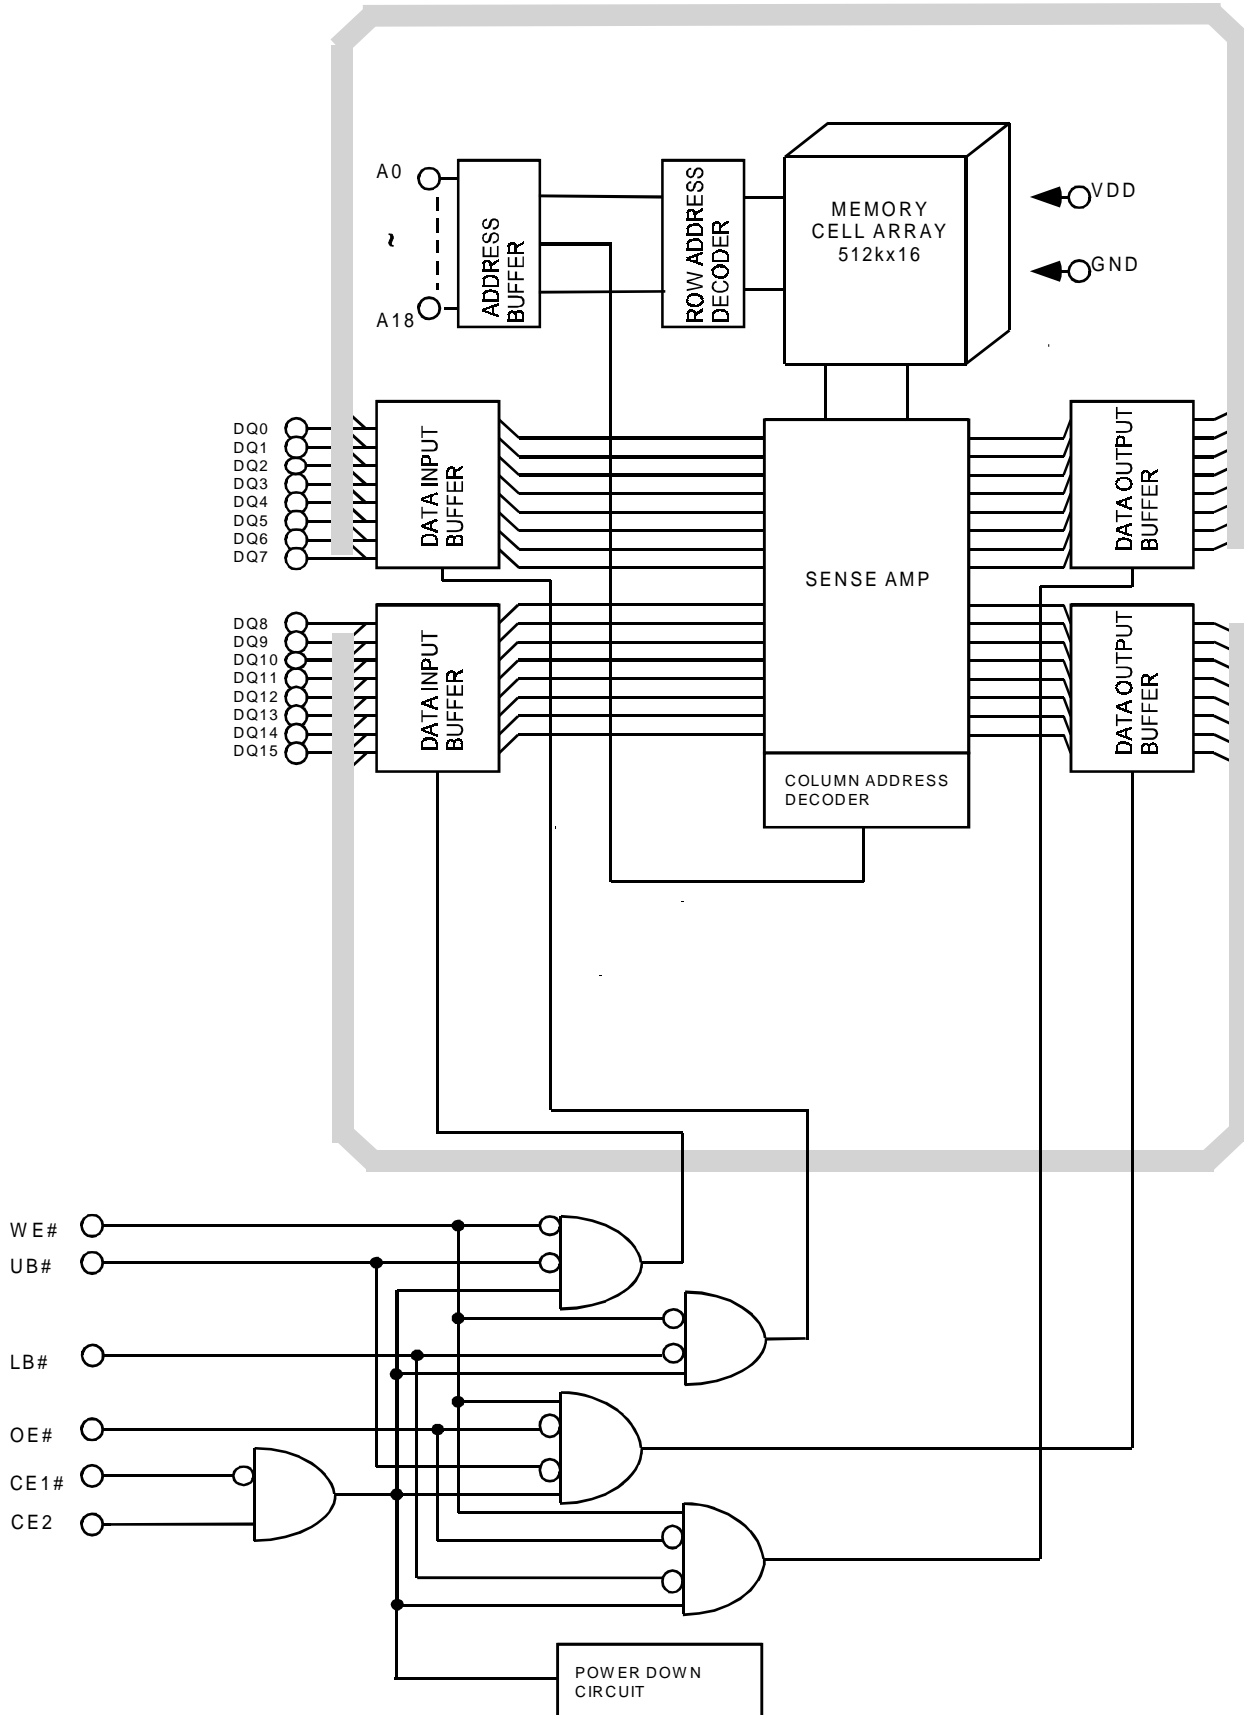 A0
~
A18
ADDRESS
BUFFER
ROW ADDRESS
DECODER
MEMORY
CELL ARRAY
512kx16
VDD
GND
DQ0
DQ1
DQ2
DQ3
DQ4
DQ5
DQ6
DQ7
DATA INPUT
BUFFER
SENSE AMP
DATA OUTPUT
BUFFER
DQ8
DQ9
DQ10
DQ11
DQ12
DQ13
DQ14
DQ15
DATA INPUT
BUFFER
DATA OUTPUT
BUFFER
COLUMN ADDRESS
DECODER
WE#
UB#
LB#
OE#
CE1#
CE2
POWER DOWN
CIRCUIT